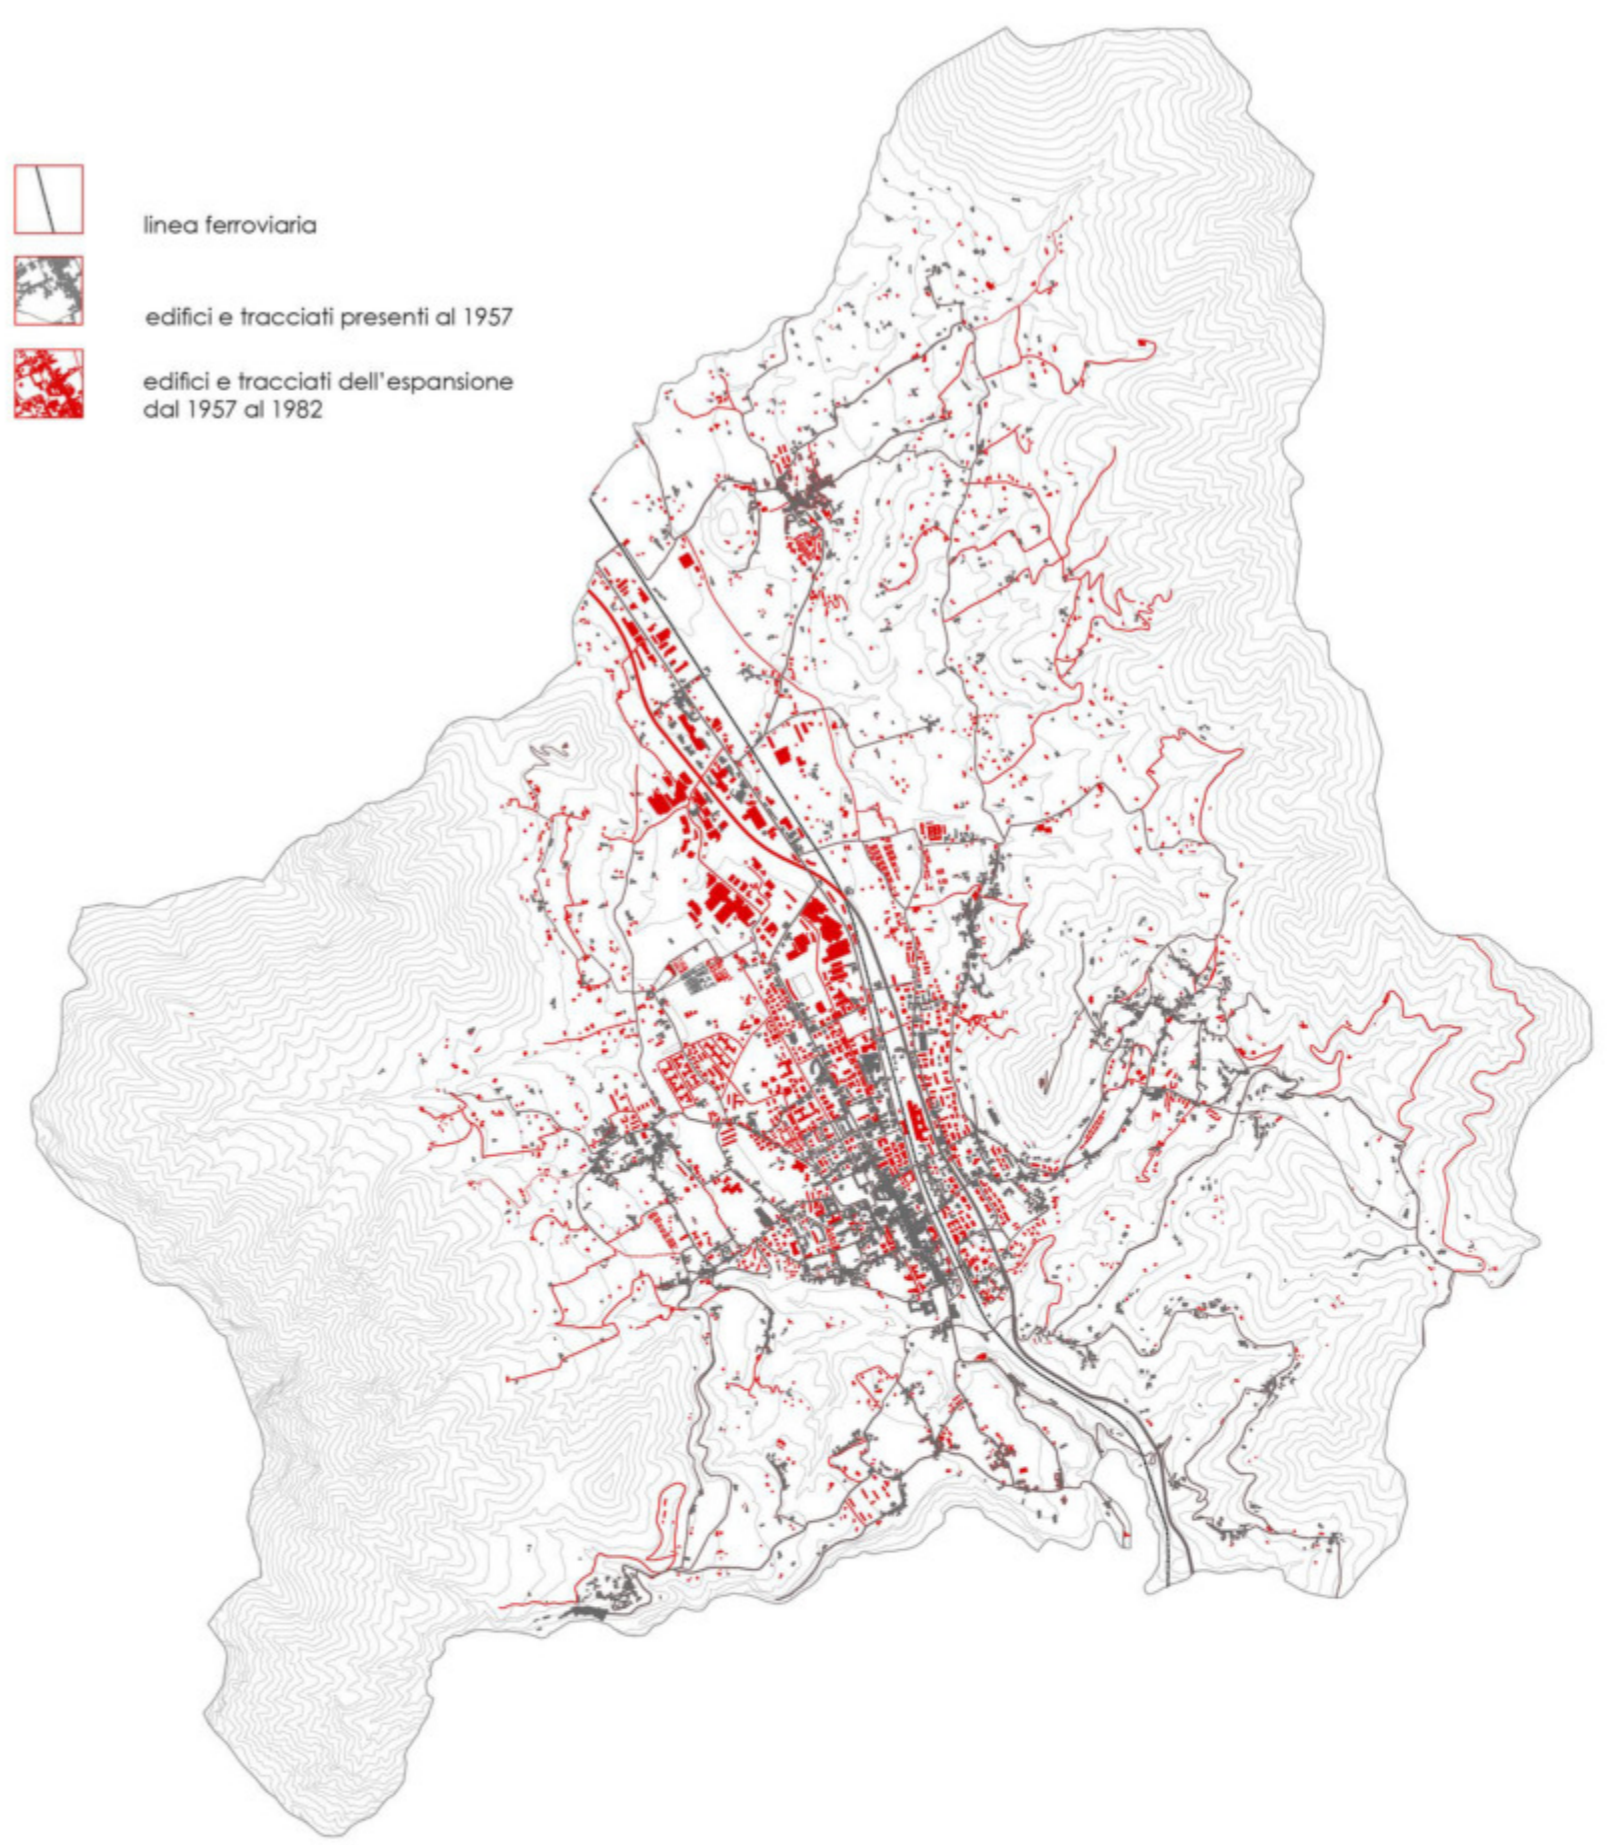 linea ferroviaria
edifici e tracciati presenti al 1957
edifici e tracciati dell'espansione
dal 1957 al 1982